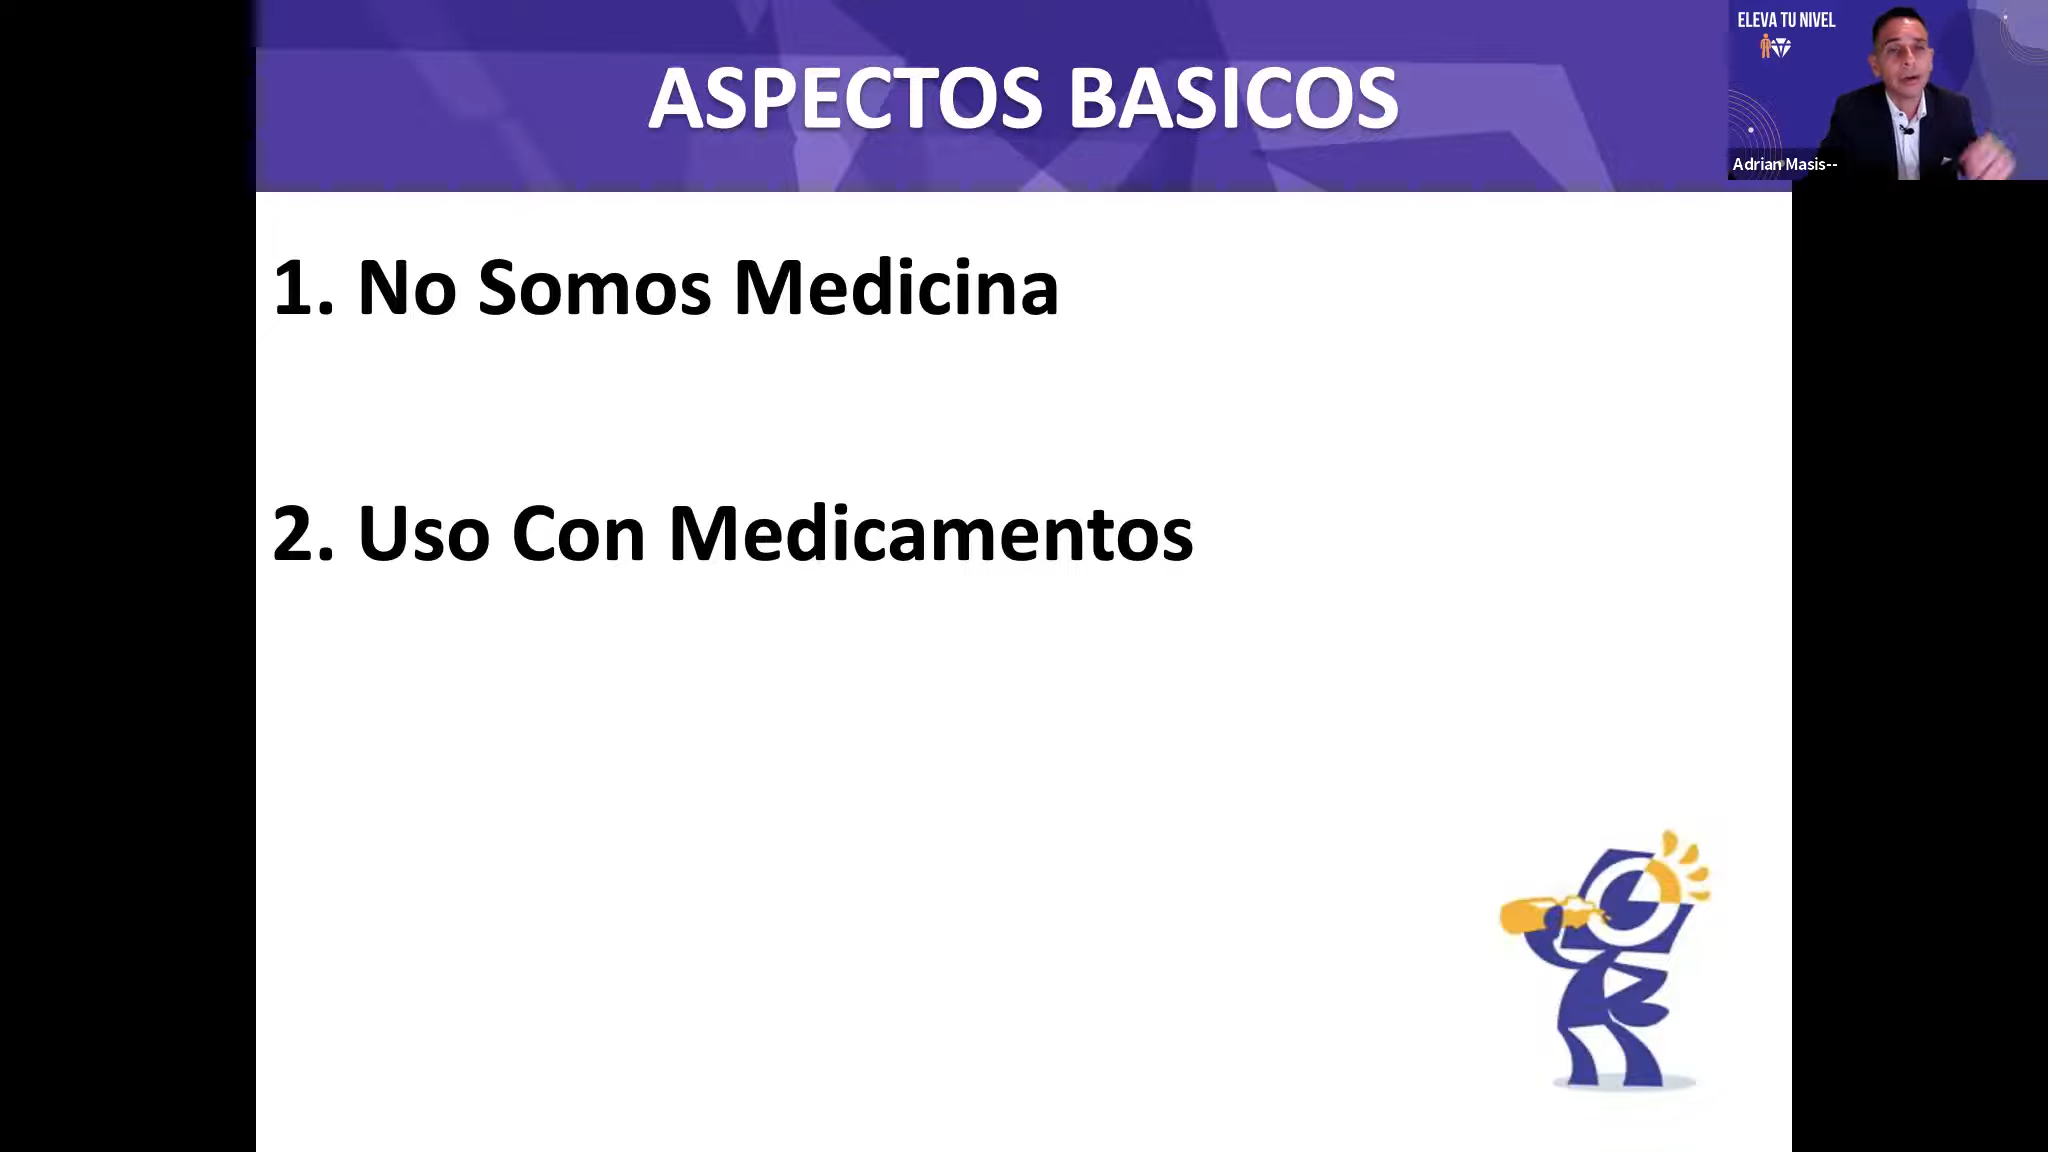 ASPECTOS BASICOS
ELEVA TU NIVEL
Adrian Masis--
1. No Somos Medicina
2. Uso Con Medicamentos